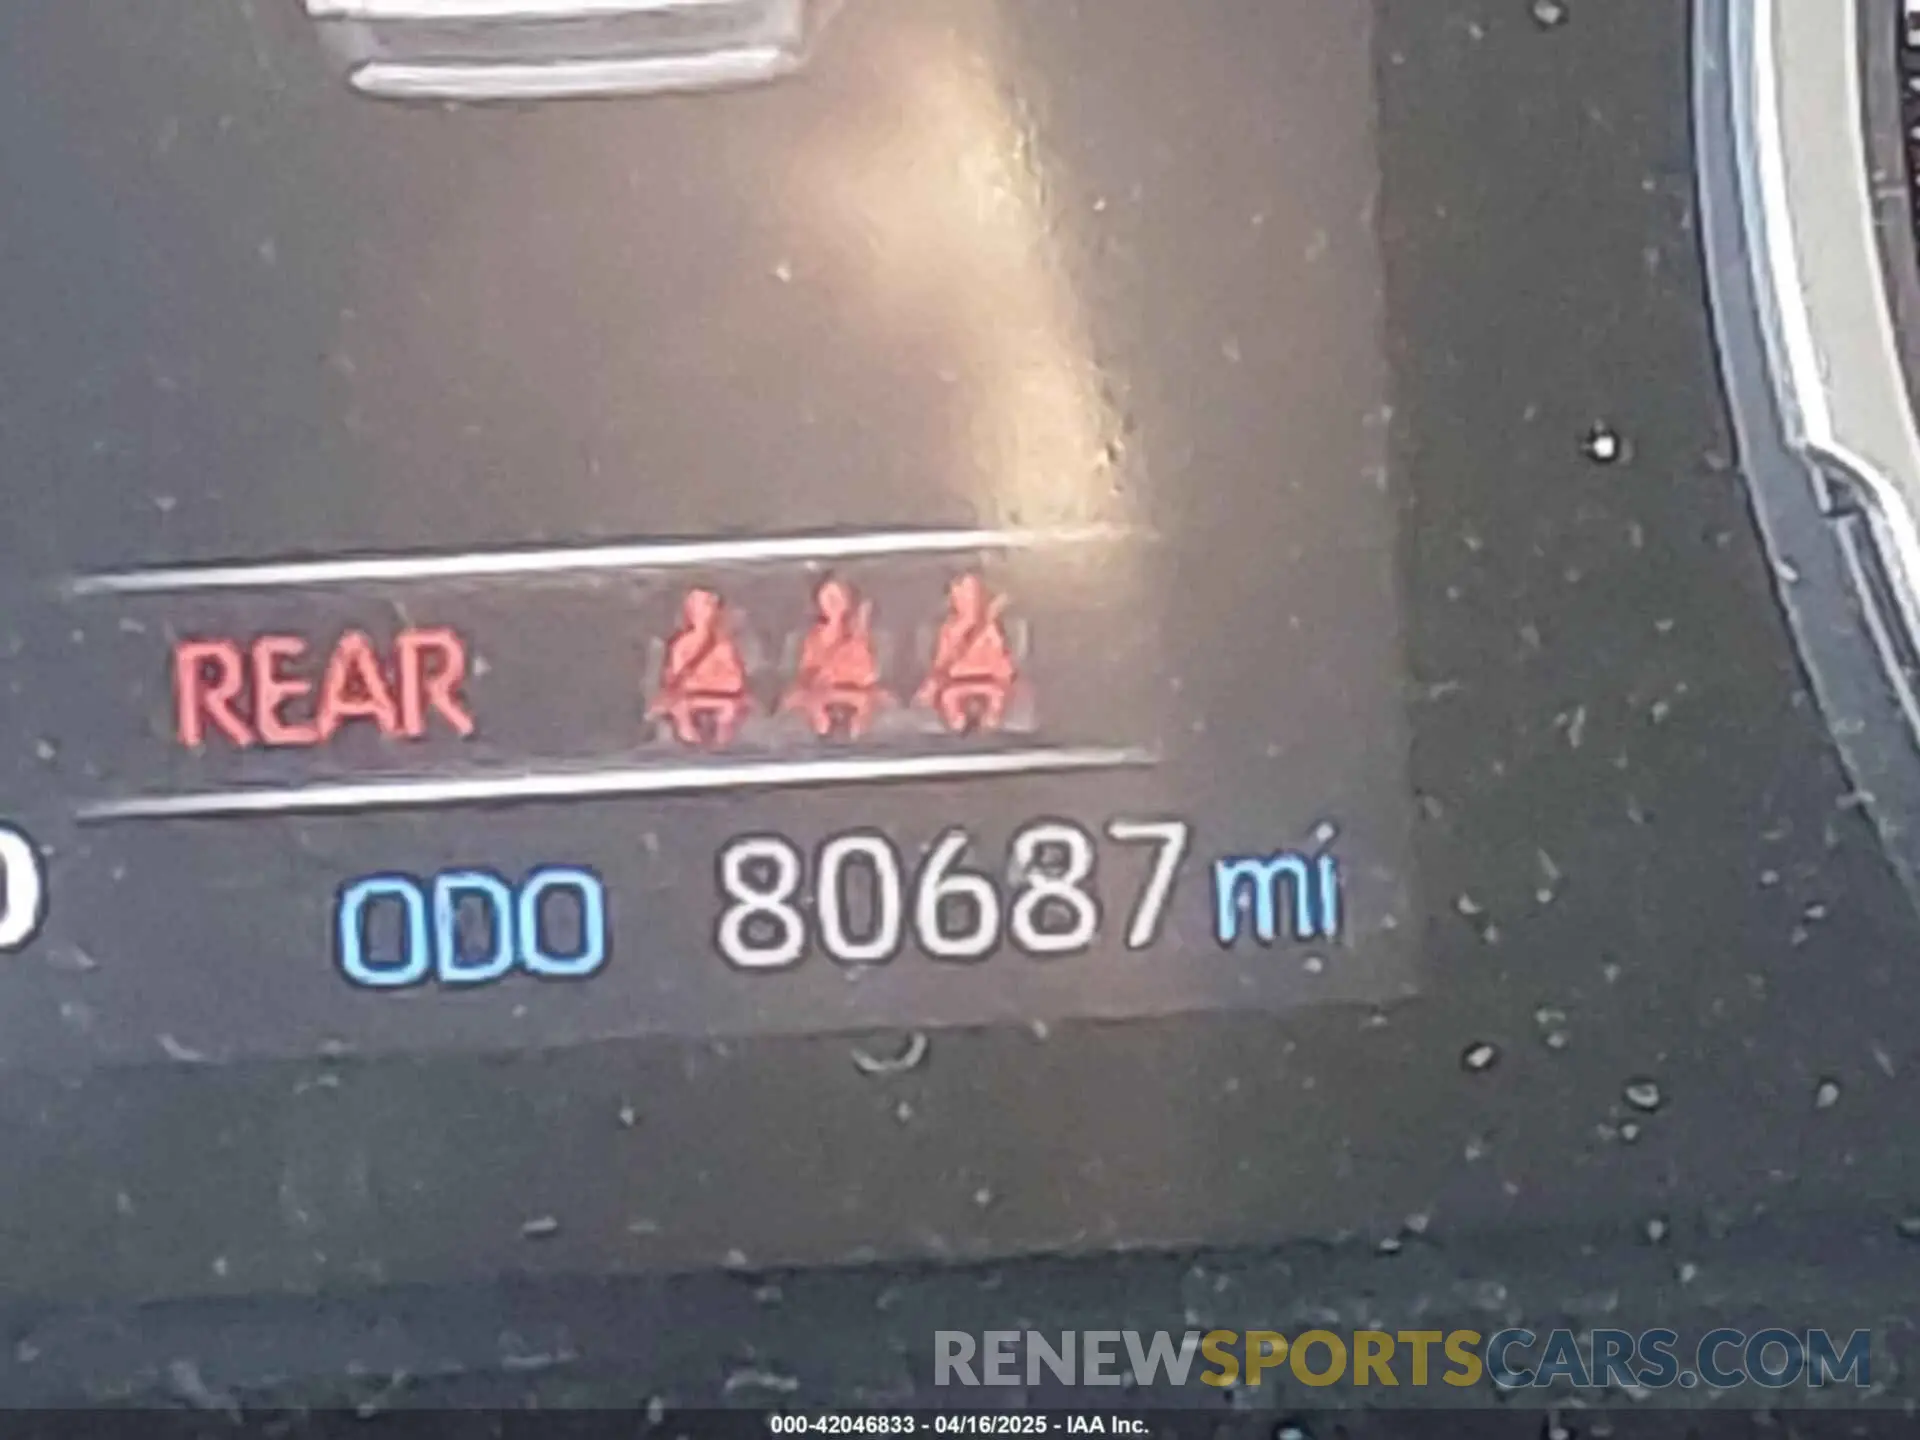 REAR
ODO 80687 mi
RENEWSPORTSCARS.COM
000-42046833 - 04/16/2025 - IAA Inc.